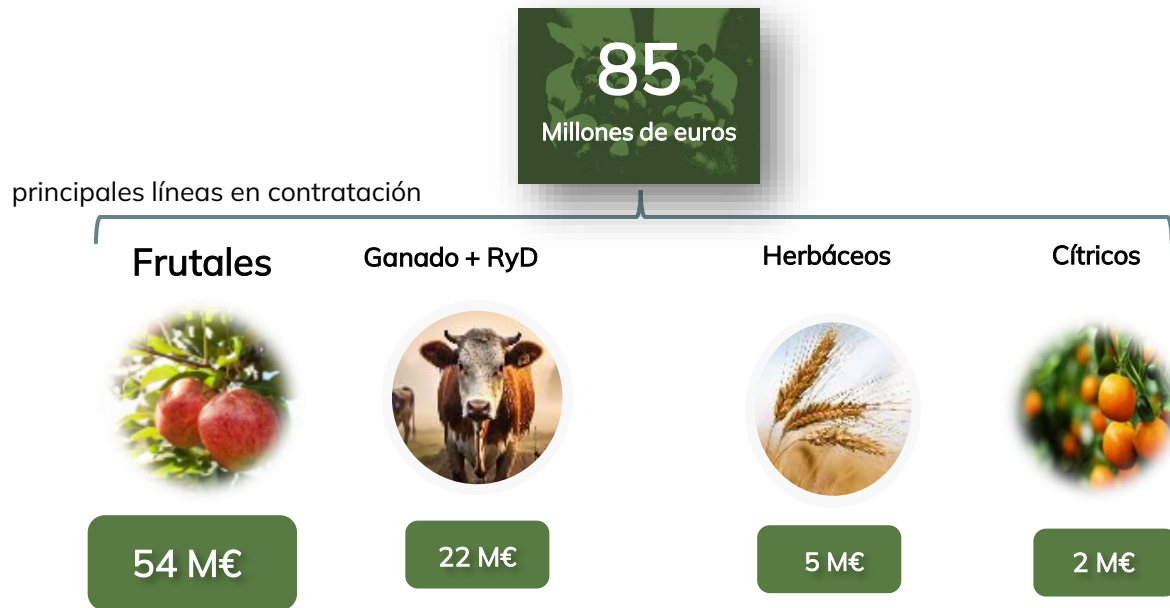 85
Millones de euros
principales líneas en contratación
Frutales
Ganado + RyD
Herbáceos
Cítricos
54 M€
22 M€
5 M€
2 M€